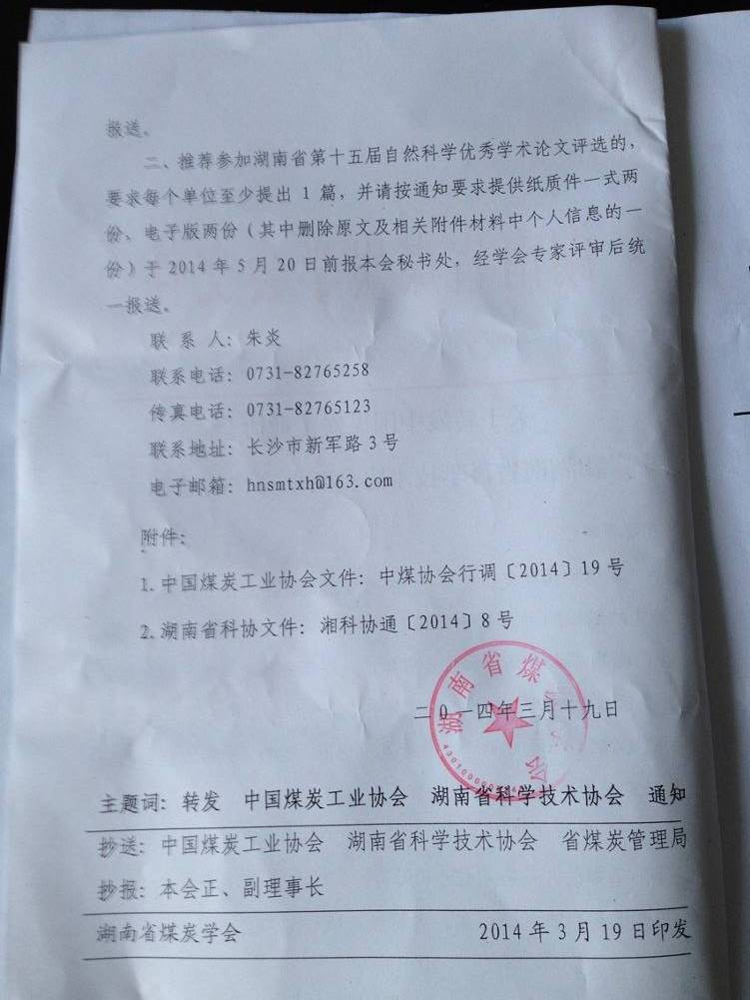 报送。
二、推荐参加湖南省第十五届自然科学优秀学术论文评选的，
要求每个单位至少提出 1 篇，并请按通知要求提供纸质件一式两
份、电子版两份（其中删除原文及相关附件材料中个人信息的一
份）于 2014 年 5 月 20 日前报本会秘书处，经学会专家评审后统
一报送。
联 系 人：朱炎
联系电话：0731-82765258
传真电话：0731-82765123
联系地址：长沙市新军路 3 号
电子邮箱：hnsmtxh@163.com
附件：
1.中国煤炭工业协会文件：中煤协会行调〔2014〕19 号
2.湖南省科协文件：湘科协通〔2014〕8 号
湖南省煤
会
二0一四年三月十九日
主题词：转发 中国煤炭工业协会 湖南省科学技术协会 通知
抄送：中国煤炭工业协会 湖南省科学技术协会 省煤炭管理局
抄报：本会正、副理事长
湖南省煤炭学会 2014 年 3 月 19 日印发